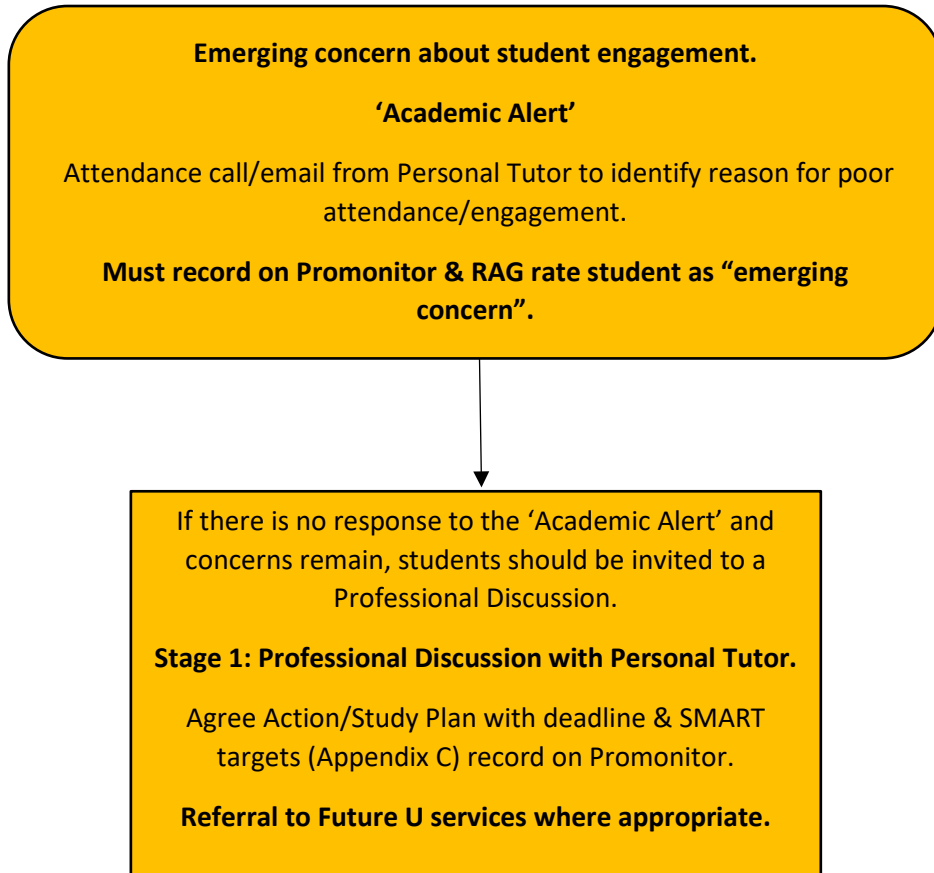 Emerging concern about student engagement.
‘Academic Alert’
Attendance call/email from Personal Tutor to identify reason for poor
attendance/engagement.
Must record on Promonitor & RAG rate student as “emerging
concern”.
If there is no response to the ‘Academic Alert’ and
concerns remain, students should be invited to a
Professional Discussion.
Stage 1: Professional Discussion with Personal Tutor.
Agree Action/Study Plan with deadline & SMART
targets (Appendix C) record on Promonitor.
Referral to Future U services where appropriate.